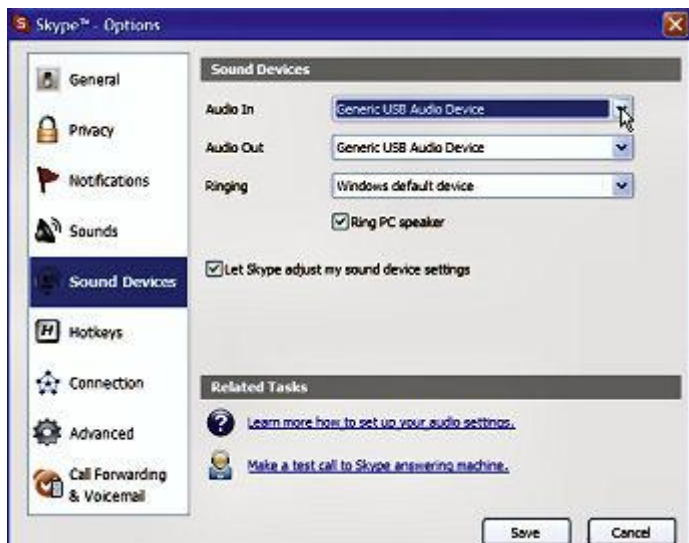 Skype™ - Options
General
Privacy
Notifications
Sounds
Sound Devices
Hotkeys
Connection
Advanced
Call Forwarding
& Voicemail
Sound Devices
Audio In
Generic USB Audio Device
Audio Out
Generic USB Audio Device
Ringing
Windows default device
Ring PC speaker
Let Skype adjust my sound device settings
Related Tasks
Learn more how to set up your audio settings.
Make a test call to Skype answering machine.
Save
Cancel